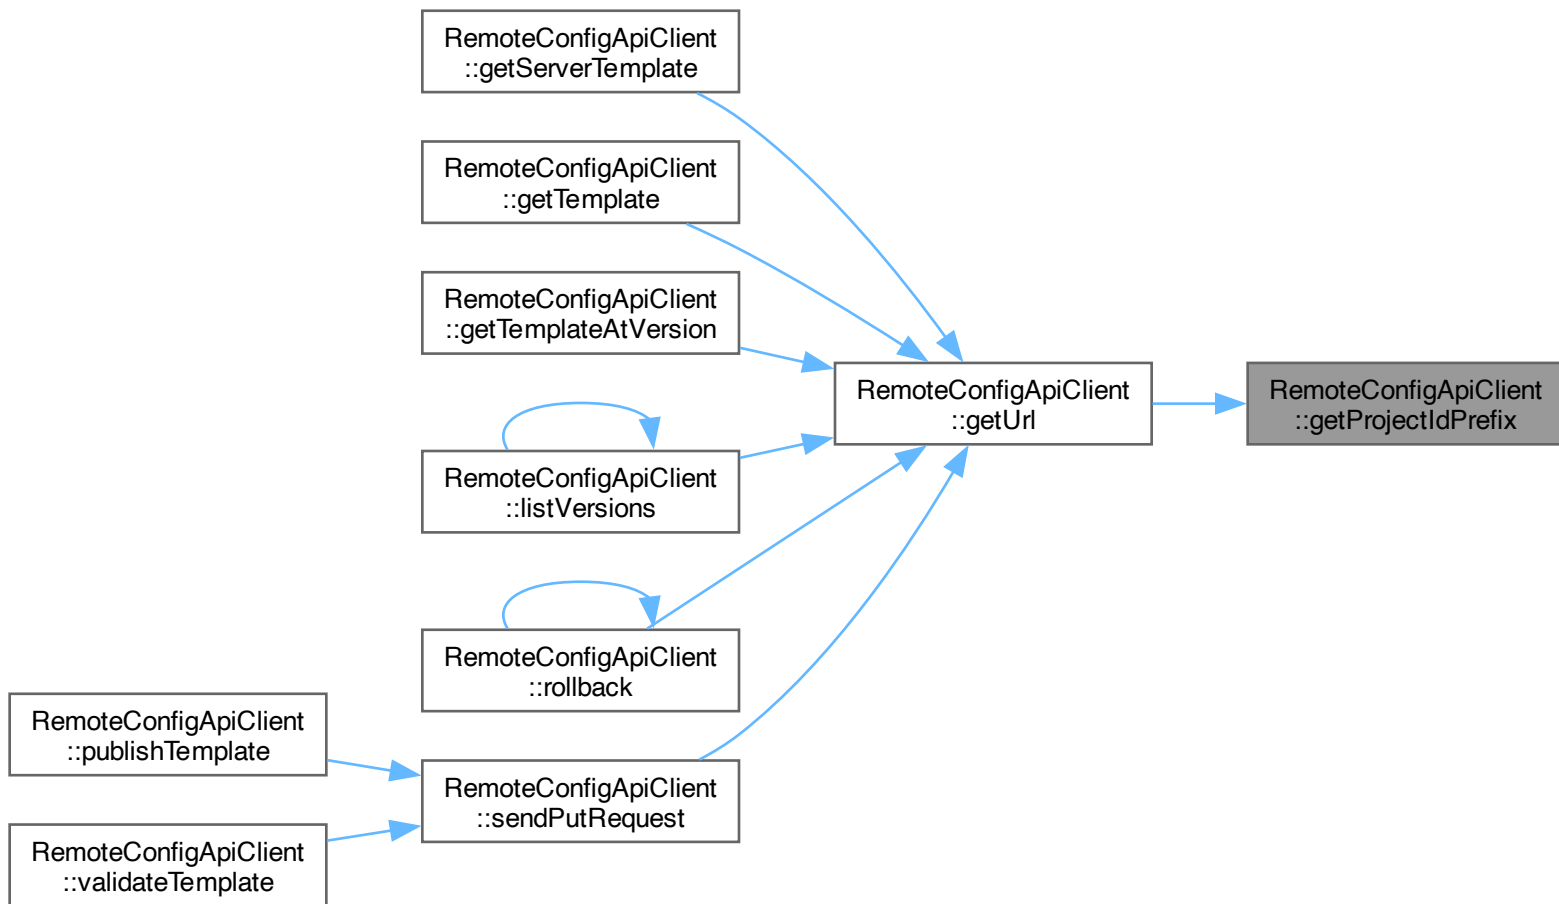 RemoteConfigApiClient
::getServerTemplate
RemoteConfigApiClient
::getTemplate
RemoteConfigApiClient
::getTemplateAtVersion
RemoteConfigApiClient
::getUrl
RemoteConfigApiClient
::getProjectIdPrefix
RemoteConfigApiClient
::listVersions
RemoteConfigApiClient
::rollback
RemoteConfigApiClient
::publishTemplate
RemoteConfigApiClient
::sendPutRequest
RemoteConfigApiClient
::validateTemplate